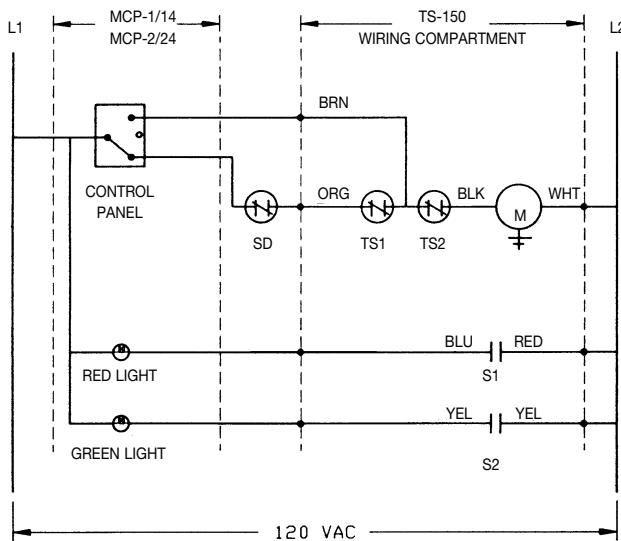 L1
MCP-1/14
MCP-2/24
TS-150
WIRING COMPARTMENT
L2
BRN
CONTROL
PANEL
ORG
BLK
WHT
M
SD
TS1
TS2
BLU
RED
RED LIGHT
S1
YEL
YEL
GREEN LIGHT
S2
120 VAC